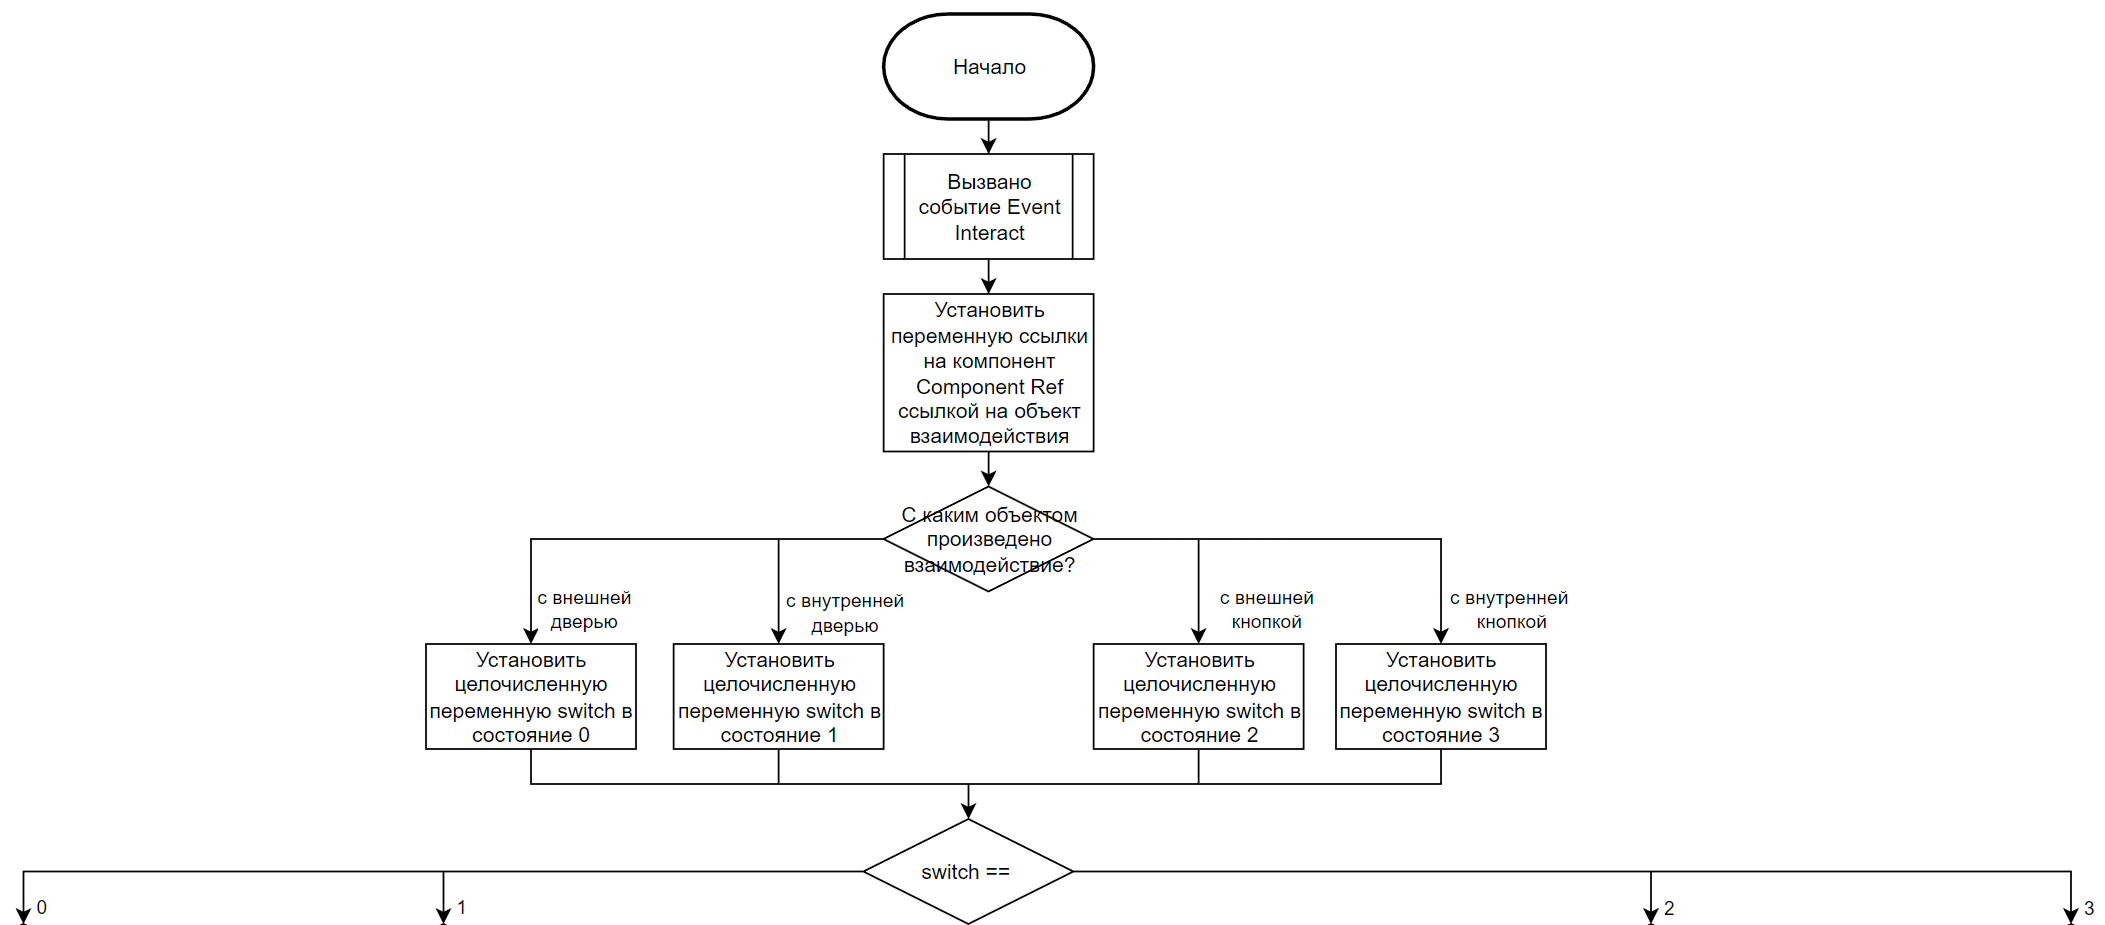 Начало
Вызвано
событие Event
Interact
Установить
переменную ссылки
на компонент
Component Ref
ссылкой на объект
взаимодействия
С каким объектом
произведено
взаимодействие?
с внешней
дверью
с внутренней
дверью
с внешней
кнопкой
с внутренней
кнопкой
Установить
целочисленную
переменную switch в
состояние 0
Установить
целочисленную
переменную switch в
состояние 1
Установить
целочисленную
переменную switch в
состояние 2
Установить
целочисленную
переменную switch в
состояние 3
switch ==
0
1
2
3